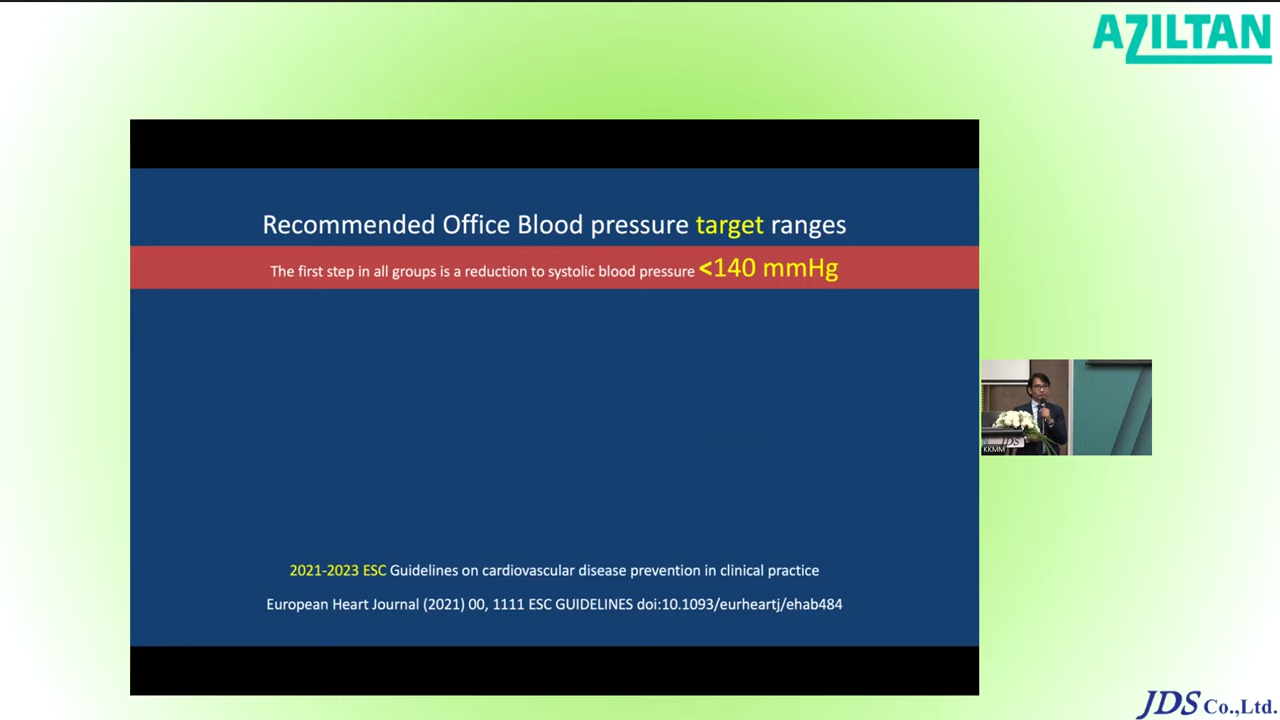 AZILTAN
Recommended Office Blood pressure target ranges
The first step in all groups is a reduction to systolic blood pressure <140 mmHg
JDS
KKMM
2021-2023 ESC Guidelines on cardiovascular disease prevention in clinical practice
European Heart Journal (2021) 00, 1111 ESC GUIDELINES doi:10.1093/eurheartj/ehab484
JDS Co.,Ltd.